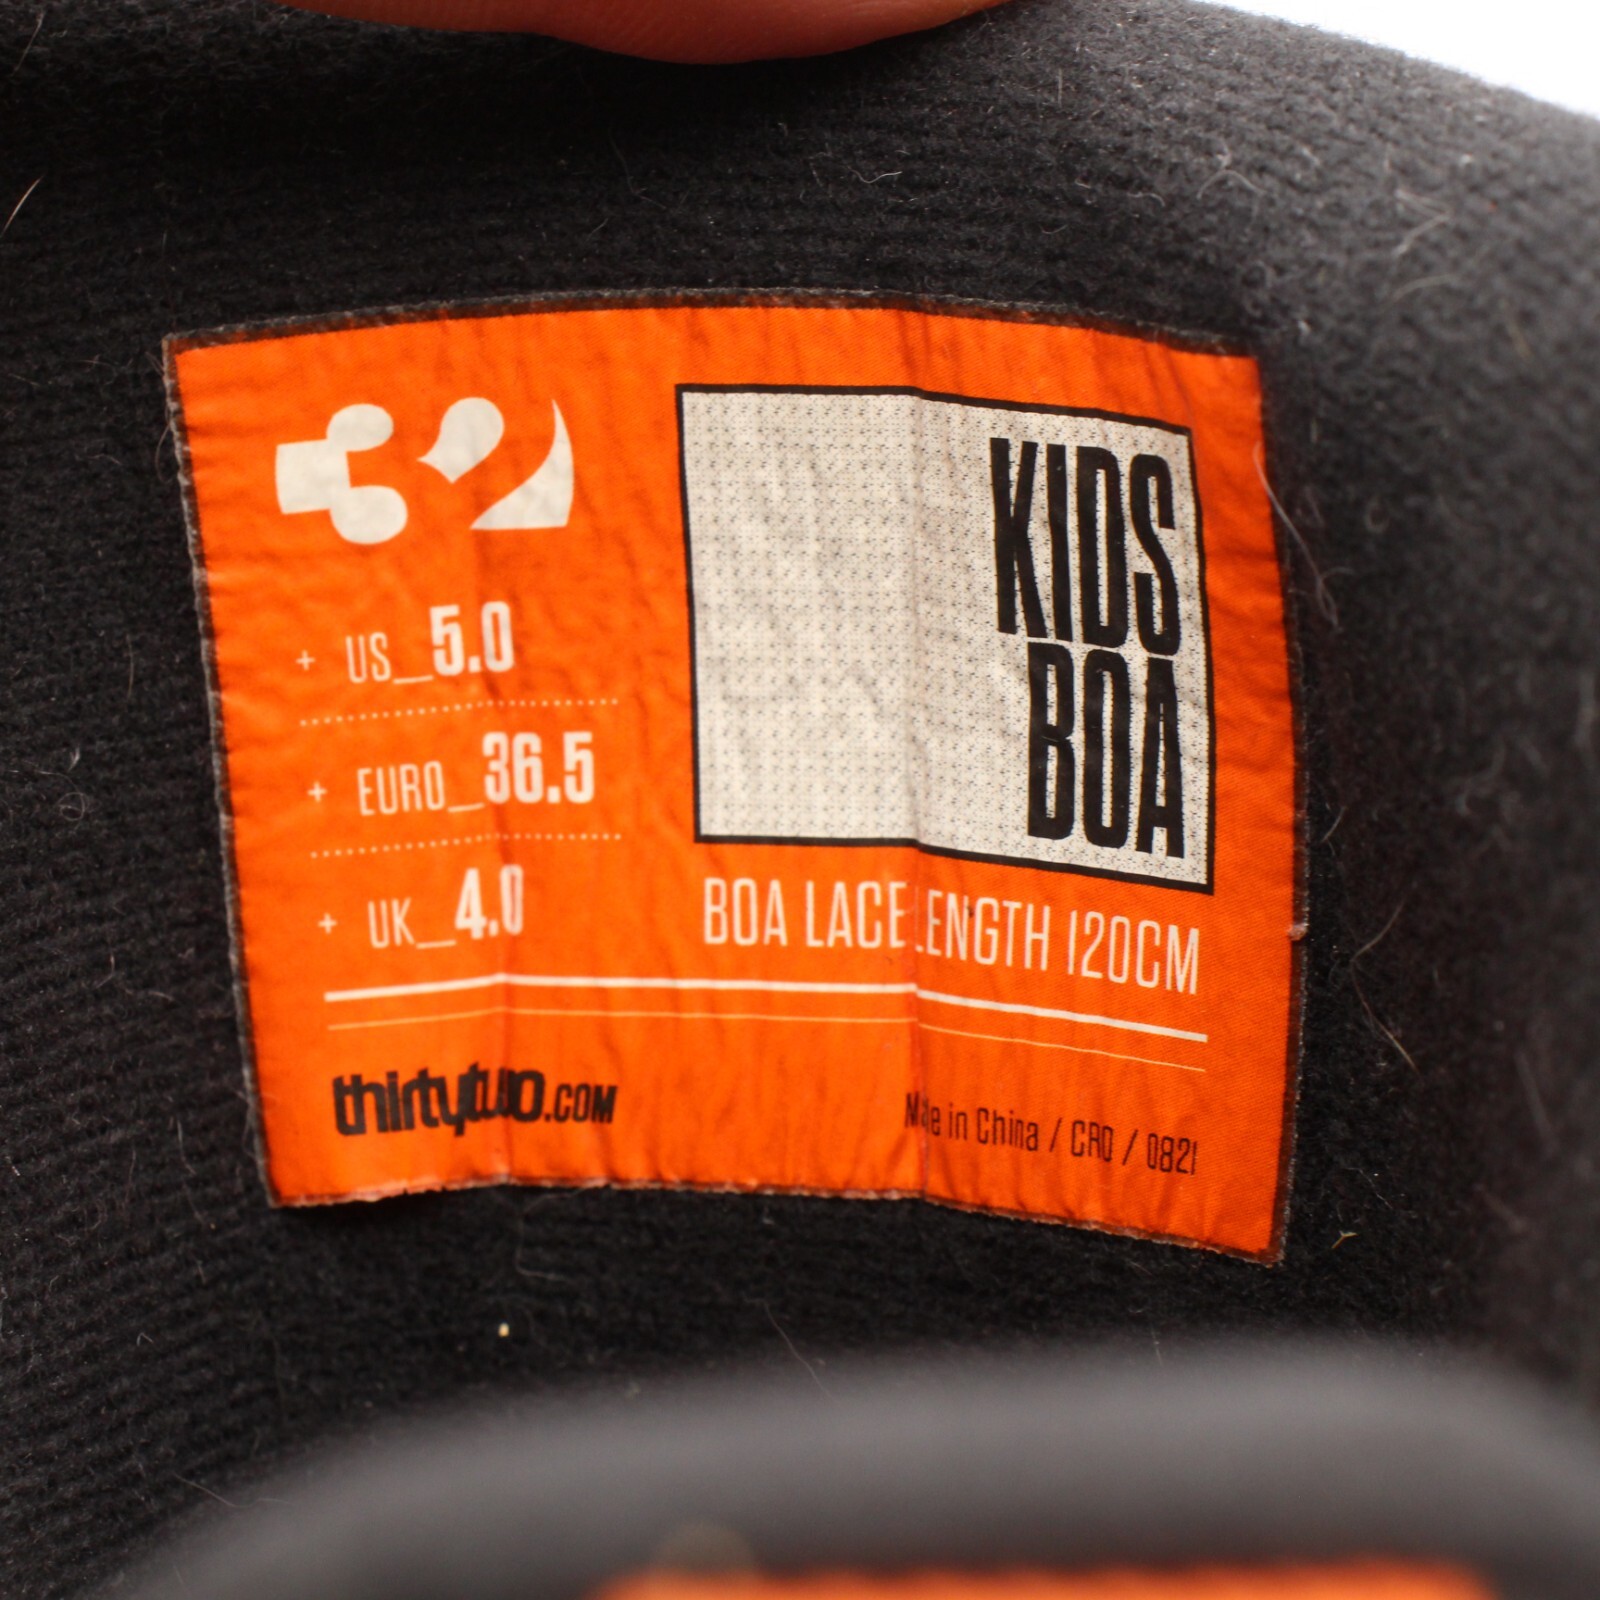 32
+ US_5.0
+ EURO_36.5
+ UK_4.0
KIDS
BOA
BOA LACE LENGTH 120CM
thirtytwo.COM
Made in China / CRO / 0821